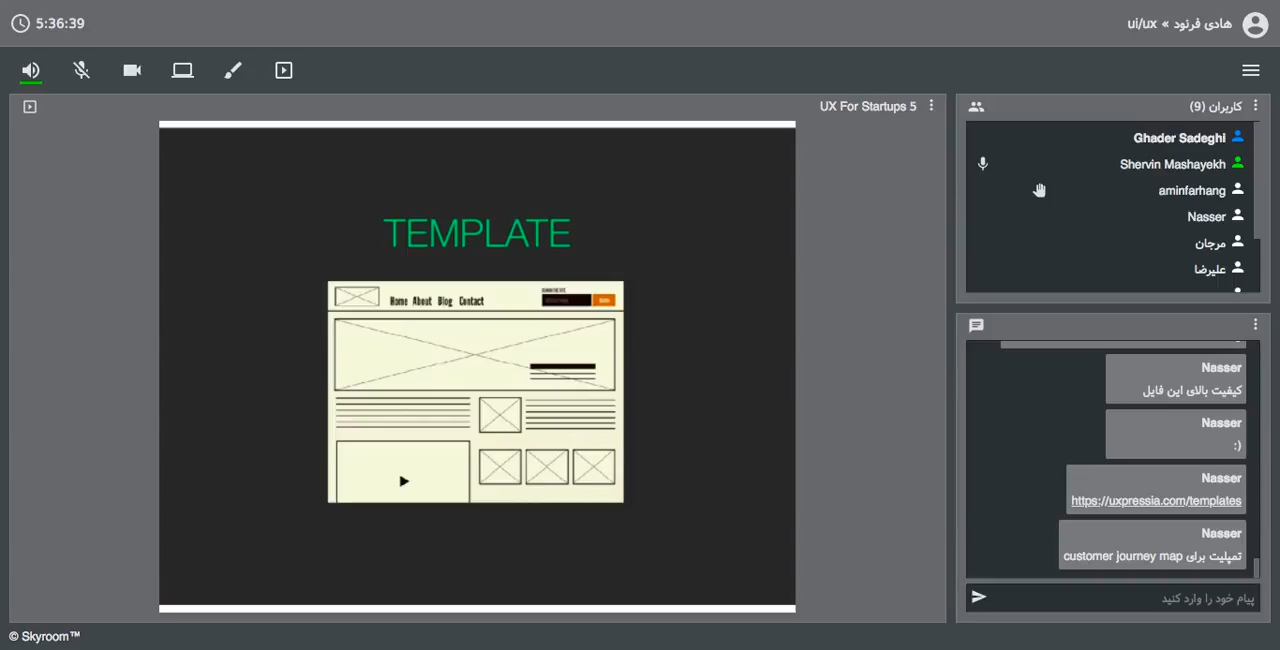 5:36:39
هادی فرنود » ui/ux
UX For Startups 5
TEMPLATE
Home About Blog Contact
کاربران (9)
Ghader Sadeghi
Shervin Mashayekh
aminfarhang
Nasser
مرجان
علیرضا
Nasser
کیفیت بالای این فایل
Nasser
:)
Nasser
https://uxpressia.com/templates
Nasser
تمپلیت برای customer journey map
پیام خود را وارد کنید
© Skyroom™